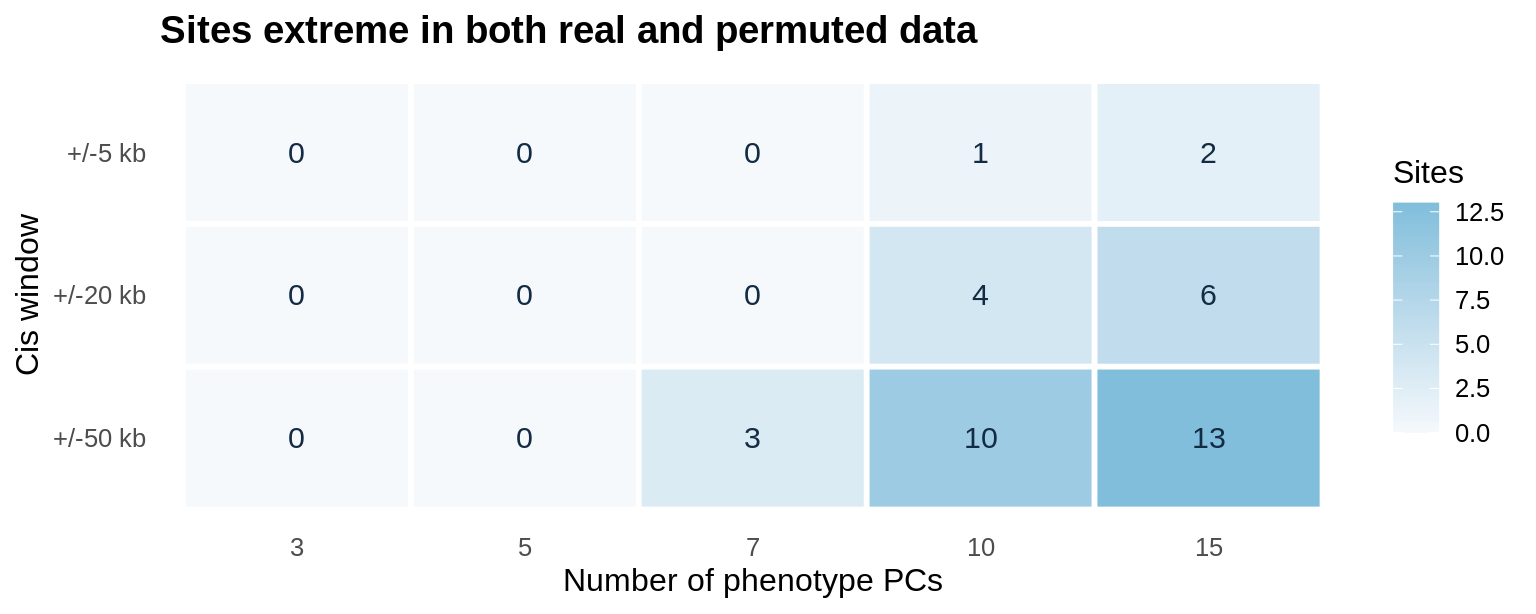 Sites extreme in both real and permuted data
Cis window
+/-5 kb 0 0 0 1 2
+/-20 kb 0 0 0 4 6
+/-50 kb 0 0 3 10 13
3 5 7 10 15
Number of phenotype PCs
Sites
12.5
10.0
7.5
5.0
2.5
0.0